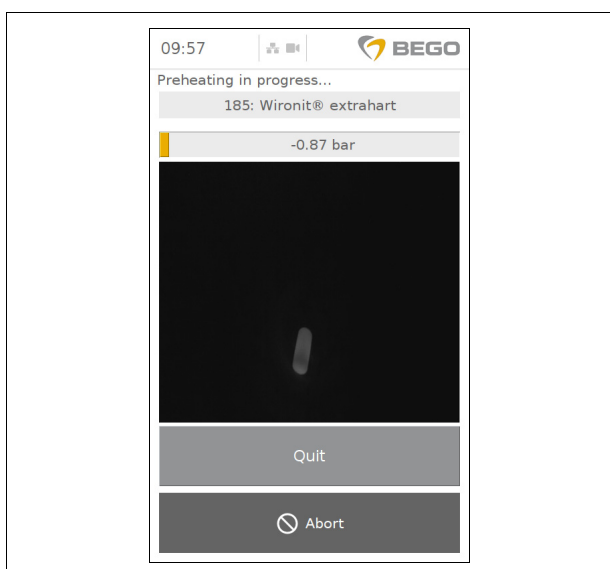 09:57 BEGO
Preheating in progress...
185: Wironit® extrahart
-0.87 bar
Quit
Abort